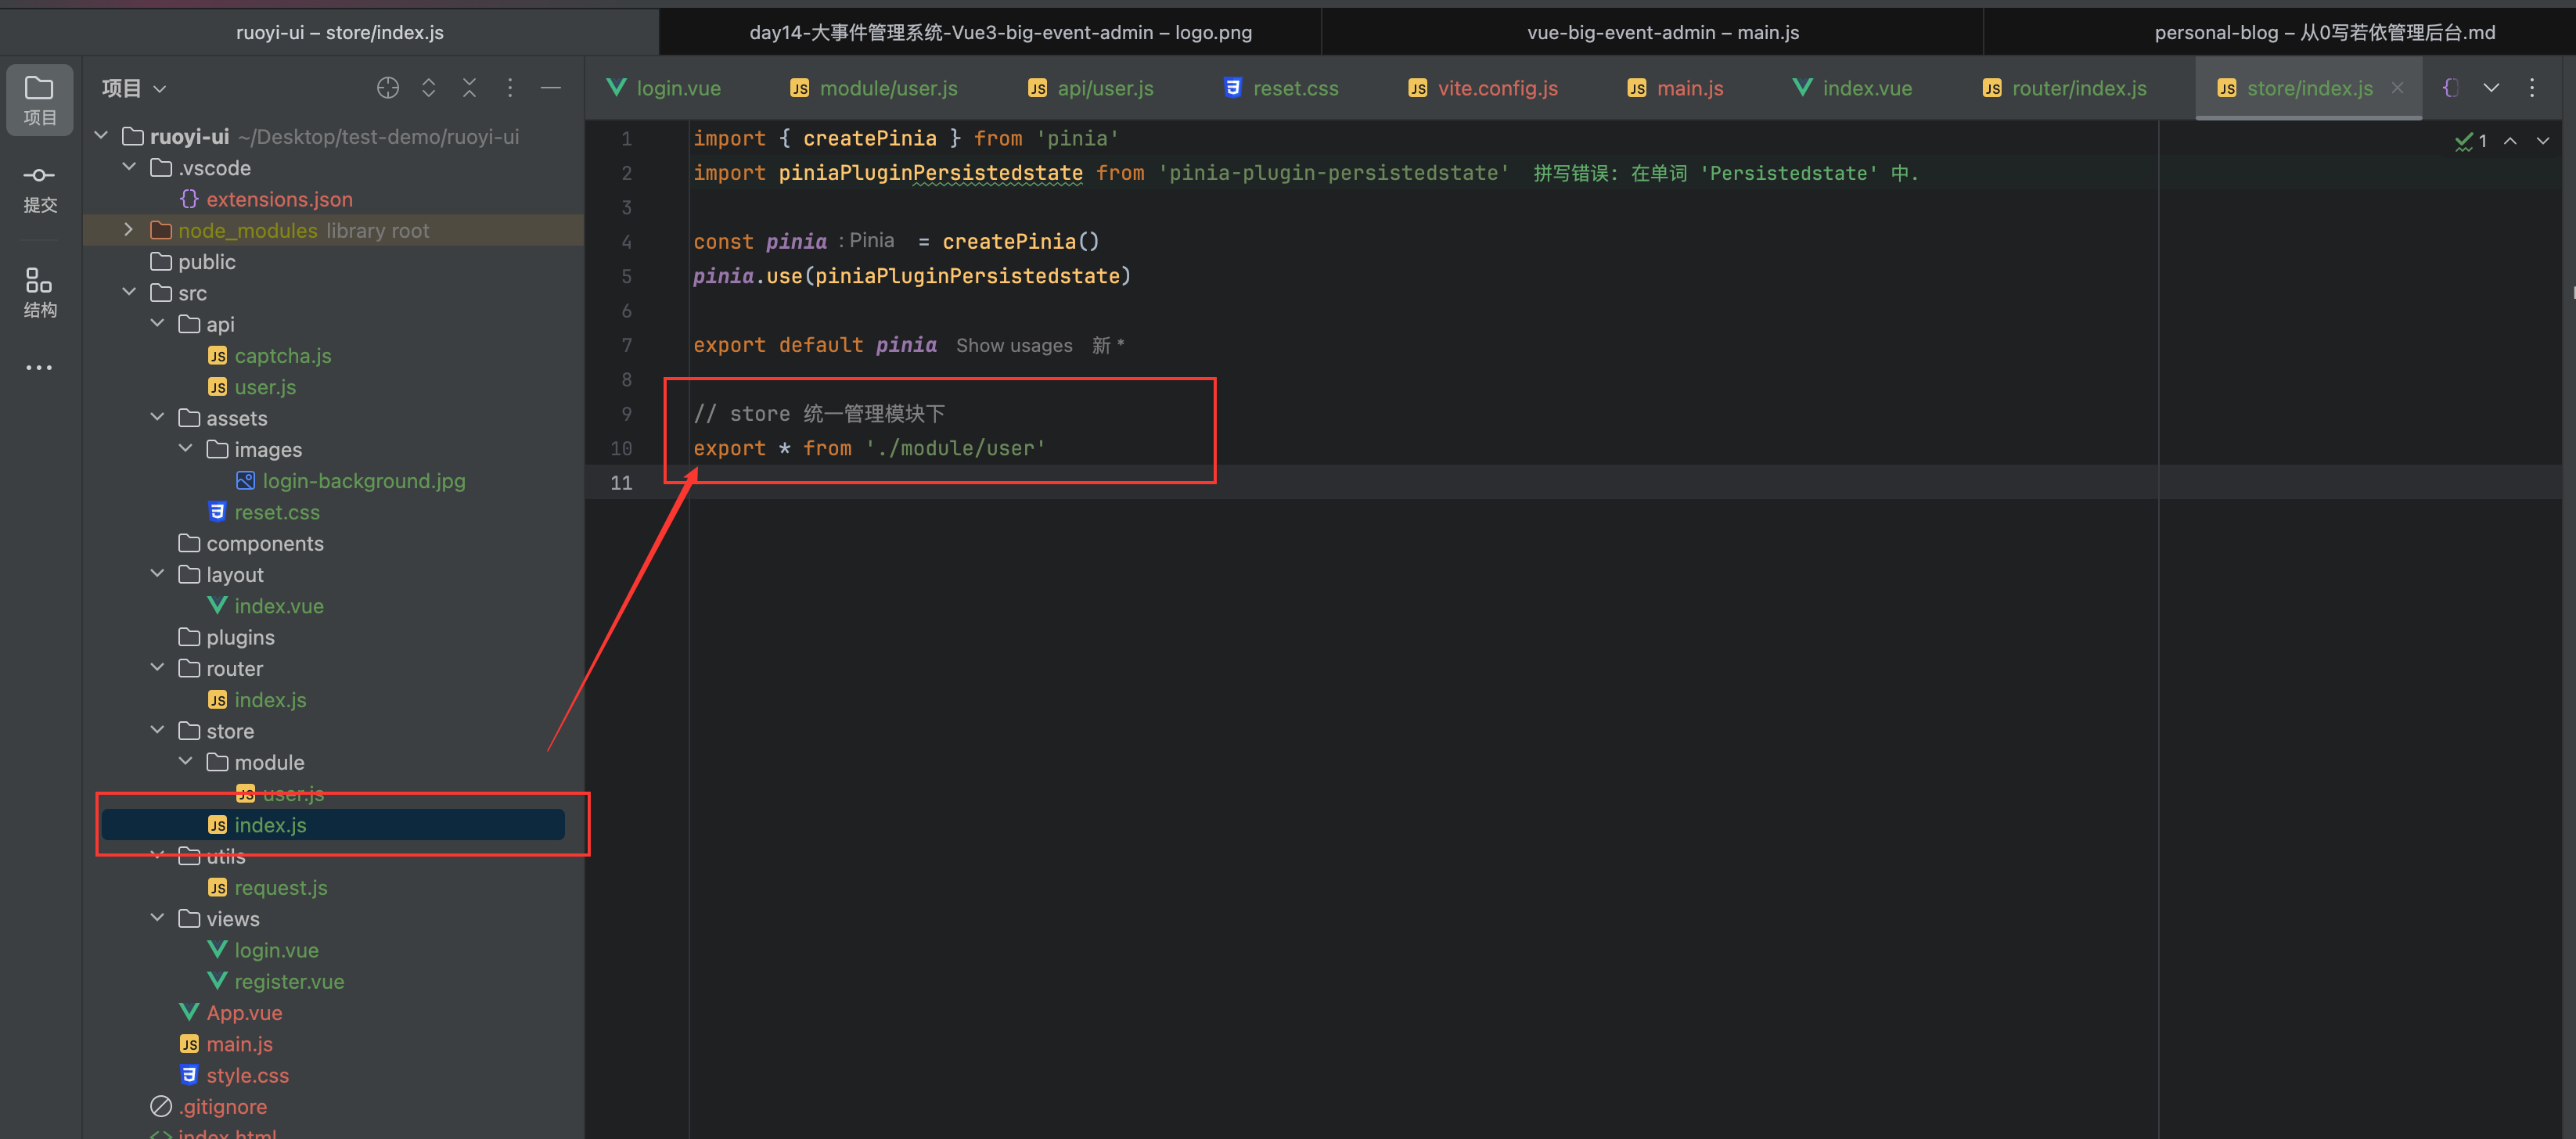 ruoyi-ui – store/index.js
day14-大事件管理系统-Vue3-big-event-admin – logo.png
vue-big-event-admin – main.js
personal-blog – 从0写若依管理后台.md
项目
提交
结构
项目
login.vue
module/user.js
api/user.js
reset.css
vite.config.js
main.js
index.vue
router/index.js
store/index.js
ruoyi-ui ~/Desktop/test-demo/ruoyi-ui
.vscode
extensions.json
node_modules library root
public
src
api
captcha.js
user.js
assets
images
login-background.jpg
reset.css
components
layout
index.vue
plugins
router
index.js
store
module
user.js
index.js
utils
request.js
views
login.vue
register.vue
App.vue
main.js
style.css
.gitignore
index.html
1 import { createPinia } from 'pinia'
2 import piniaPluginPersistedstate from 'pinia-plugin-persistedstate' 拼写错误: 在单词 'Persistedstate' 中.
3
4 const pinia : Pinia = createPinia()
5 pinia.use(piniaPluginPersistedstate)
6
7 export default pinia Show usages 新 *
8
9 // store 统一管理模块下
10 export * from './module/user'
11
1